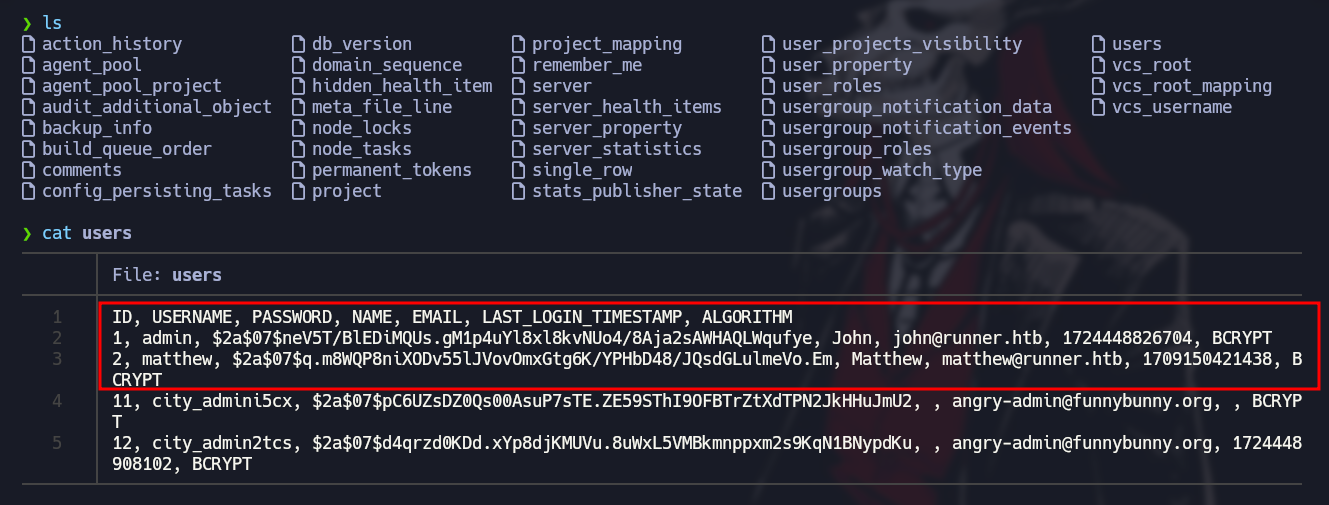 ❯ ls
action_history db_version project_mapping user_projects_visibility users
agent_pool domain_sequence remember_me user_property vcs_root
agent_pool_project hidden_health_item server user_roles vcs_root_mapping
audit_additional_object meta_file_line server_health_items usergroup_notification_data vcs_username
backup_info node_locks server_property usergroup_notification_events
build_queue_order node_tasks server_statistics usergroup_roles
comments permanent_tokens single_row usergroup_watch_type
config_persisting_tasks project stats_publisher_state usergroups
❯ cat users
File: users
1 ID, USERNAME, PASSWORD, NAME, EMAIL, LAST_LOGIN_TIMESTAMP, ALGORITHM
2 1, admin, $2a$07$neV5T/BlEDiMQUs.gM1p4uYl8xl8kvNUo4/8Aja2sAWHAQLWqufye, John, john@runner.htb, 1724448826704, BCRYPT
3 2, matthew, $2a$07$q.m8WQP8niXODv55lJVovOmxGtg6K/YPHbD48/JQsdGLulmeVo.Em, Matthew, matthew@runner.htb, 1709150421438, B
CRYPT
4 11, city_admini5cx, $2a$07$pC6UZsDZ0Qs00AsuP7sTE.ZE59SThI9OFBTrZtXdTPN2JkHHuJmU2, , angry-admin@funnybunny.org, , BCRYP
T
5 12, city_admin2tcs, $2a$07$d4qrzd0KDd.xYp8djKMUVu.8uWxL5VMBkmnppxm2s9KqN1BNypdKu, , angry-admin@funnybunny.org, 1724448
908102, BCRYPT